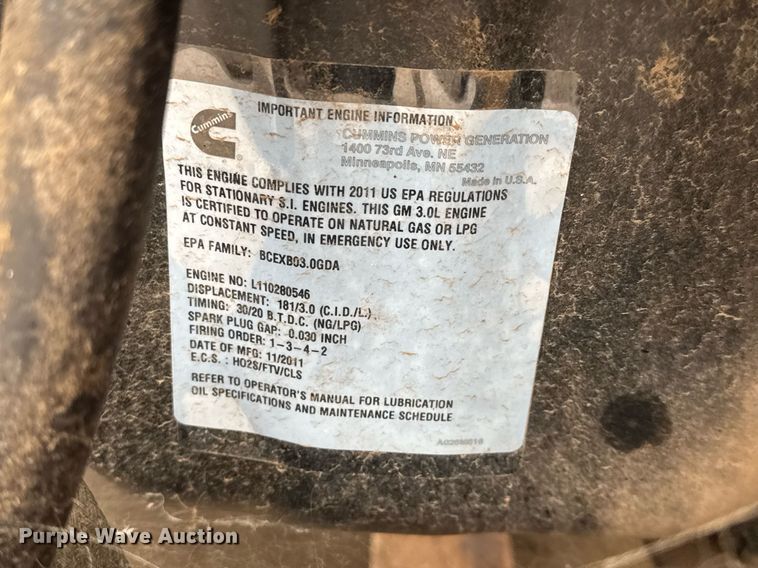 Cummins
IMPORTANT ENGINE INFORMATION
CUMMINS POWER GENERATION
1400 73rd Ave. NE
Minneapolis, MN 55432
Made in U.S.A.
THIS ENGINE COMPLIES WITH 2011 US EPA REGULATIONS
FOR STATIONARY S.I. ENGINES. THIS GM 3.0L ENGINE
IS CERTIFIED TO OPERATE ON NATURAL GAS OR LPG
AT CONSTANT SPEED, IN EMERGENCY USE ONLY.
EPA FAMILY: BCEXB03.0GDA
ENGINE NO: L110280546
DISPLACEMENT: 181/3.0 (C.I.D./L.)
TIMING: 30/20 B.T.D.C. (NG/LPG)
SPARK PLUG GAP: 0.030 INCH
FIRING ORDER: 1-3-4-2
DATE OF MFG: 11/2011
E.C.S. : HO2S/FTV/CLS
REFER TO OPERATOR'S MANUAL FOR LUBRICATION
OIL SPECIFICATIONS AND MAINTENANCE SCHEDULE
Purple Wave Auction